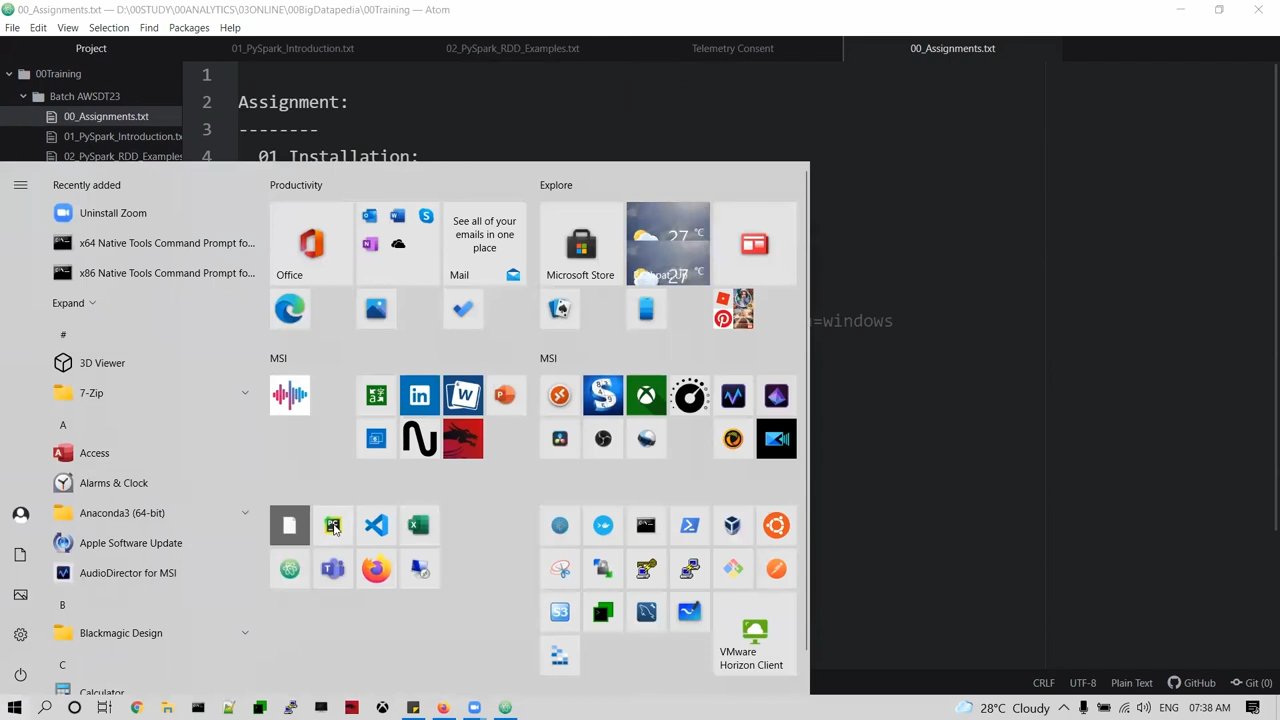 00_Assignments.txt — D:\00STUDY\00ANALYTICS\03ONLINE\00BigDatapedia\00Training — Atom
File Edit View Selection Find Packages Help
Project
01_PySpark_Introduction.txt
02_PySpark_RDD_Examples.txt
Telemetry Consent
00_Assignments.txt
00Training
Batch AWSDT23
00_Assignments.txt
01_PySpark_Introduction.tx
02_PySpark_RDD_Examples
1
2 Assignment:
3 --------
4 01 Installation:
=windows
Recently added
Uninstall Zoom
x64 Native Tools Command Prompt fo...
x86 Native Tools Command Prompt fo...
Expand
#
3D Viewer
7-Zip
A
Access
Alarms & Clock
Anaconda3 (64-bit)
Apple Software Update
AudioDirector for MSI
B
Blackmagic Design
C
Calculator
Productivity
Office
See all of your
emails in one
place
Mail
MSI
Explore
Microsoft Store
27 °C
27 °C
MSI
VMware
Horizon Client
CRLF UTF-8 Plain Text GitHub Git (0)
28°C Cloudy
ENG
07:38 AM